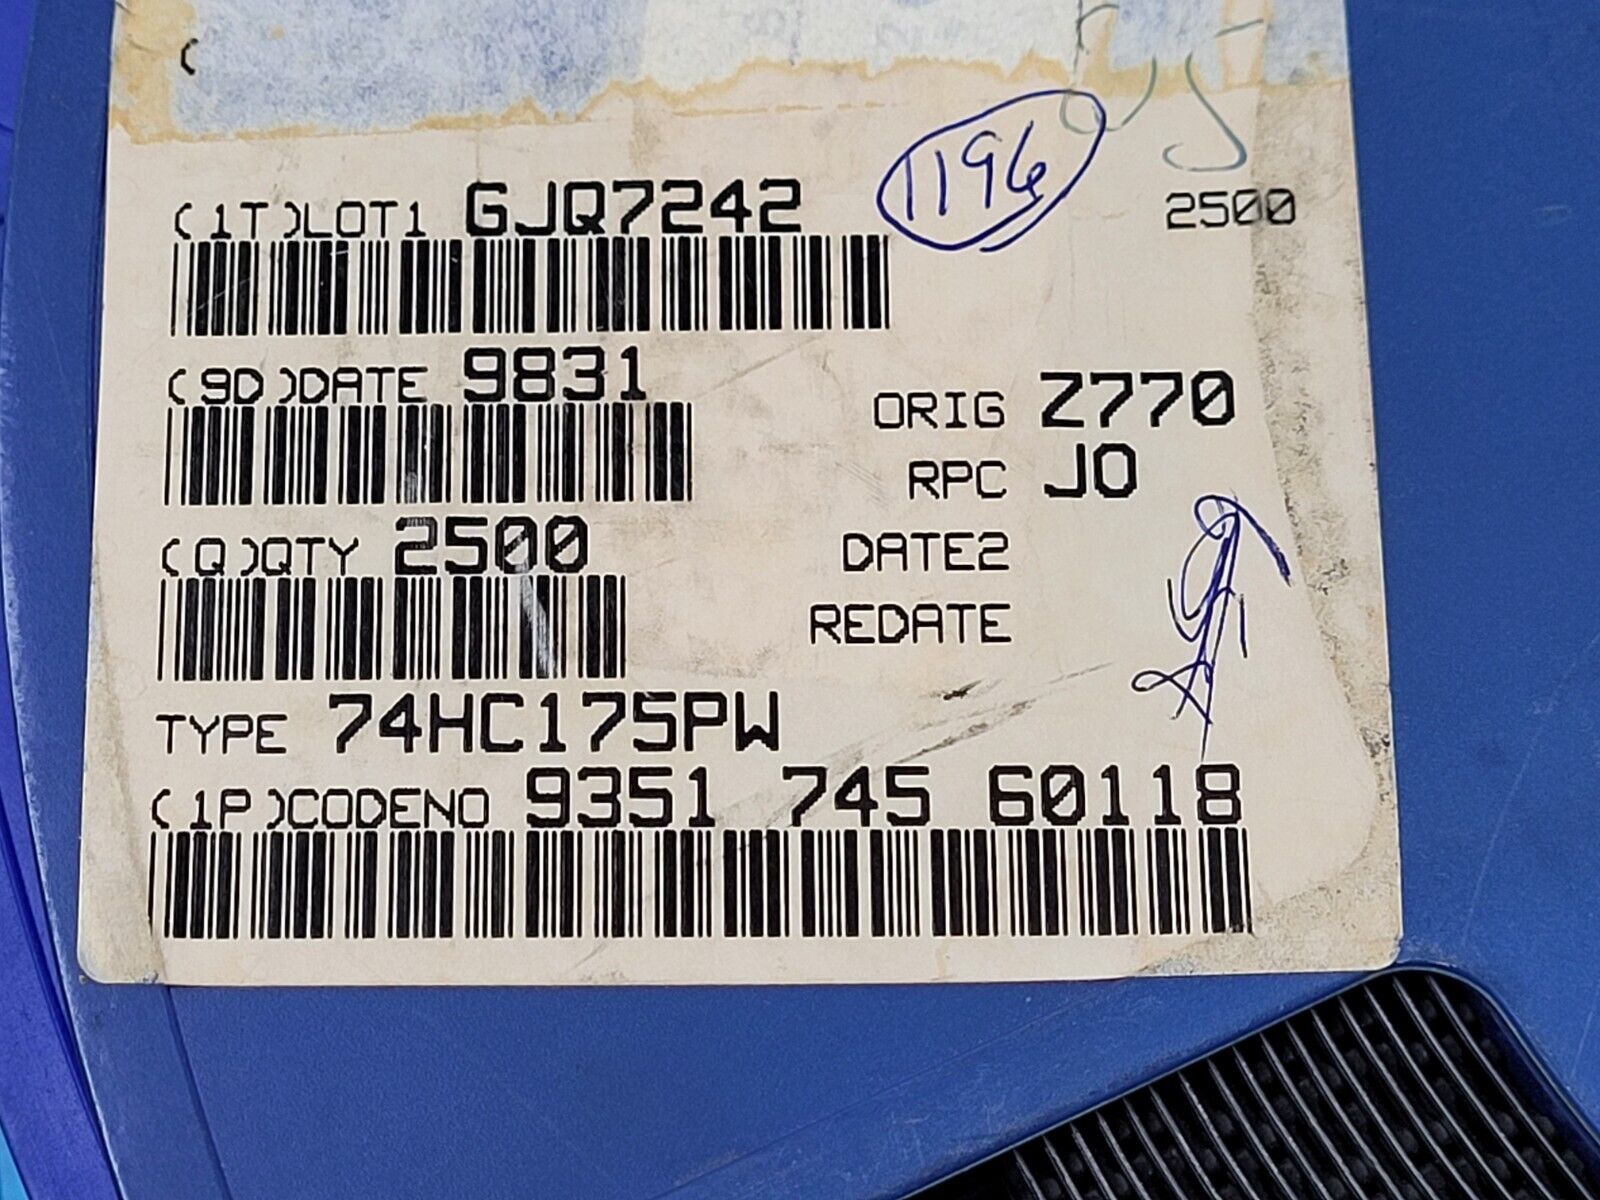 (
(1T)LOT1 GJQ7242
1196
2500
(9D)DATE 9831
ORIG Z770
RPC JO
(Q)QTY 2500
DATE2
REDATE
TYPE 74HC175PW
(1P)CODENO 9351 745 60118